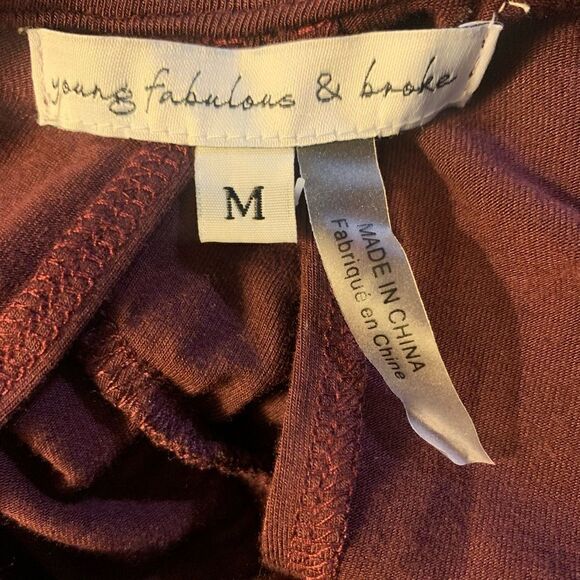 young fabulous & broke
M
MADE IN CHINA
Fabriqué en Chine